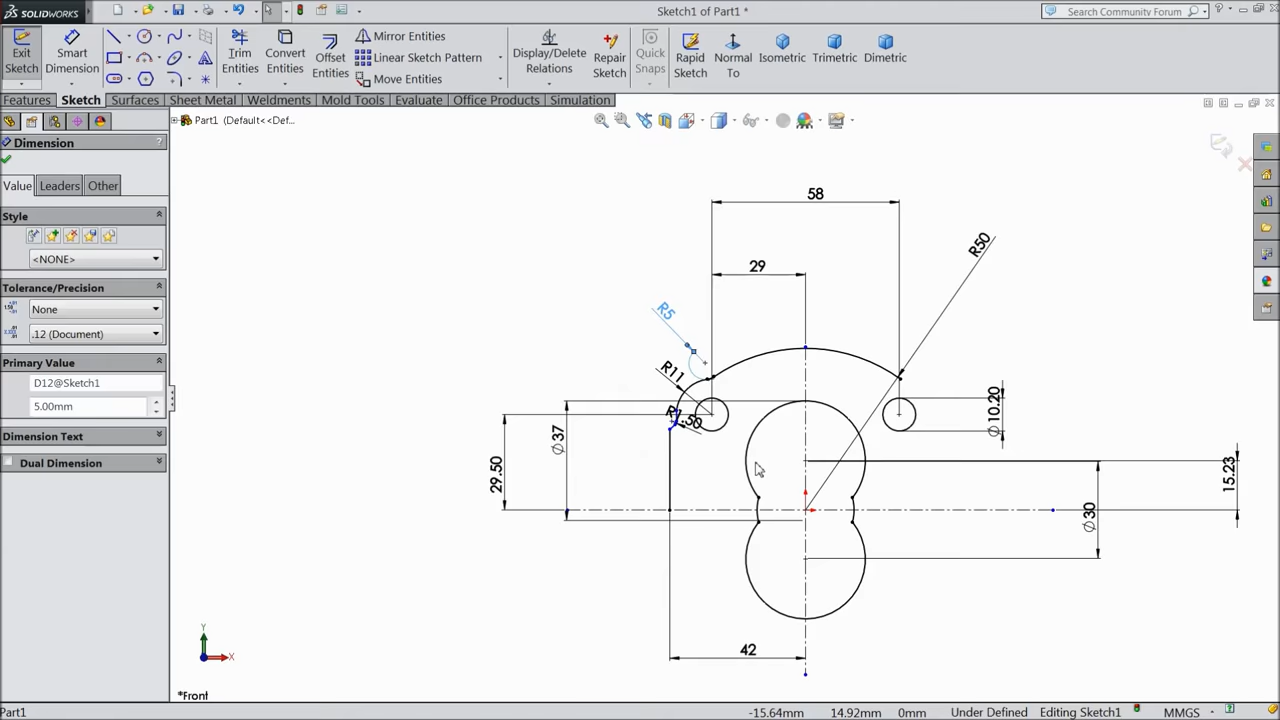 SOLIDWORKS
Sketch1 of Part1 *
Search Community Forum
Exit Sketch
Smart Dimension
Trim Entities
Convert Entities
Offset Entities
Mirror Entities
Linear Sketch Pattern
Move Entities
Display/Delete Relations
Repair Sketch
Quick Snaps
Rapid Sketch
Normal To
Isometric
Trimetric
Dimetric
Features
Sketch
Surfaces
Sheet Metal
Weldments
Mold Tools
Evaluate
Office Products
Simulation
Part1 (Default<<Def...
Dimension
?
Value
Leaders
Other
Style
<NONE>
Tolerance/Precision
None
.12 (Document)
Primary Value
D12@Sketch1
5.00mm
Dimension Text
Dual Dimension
58
29
R50
R5
R11
R1.50
∅10.20
∅37
29.50
15.23
∅30
42
Y
X
*Front
Part1
-15.64mm
14.92mm
0mm
Under Defined
Editing Sketch1
MMGS
?